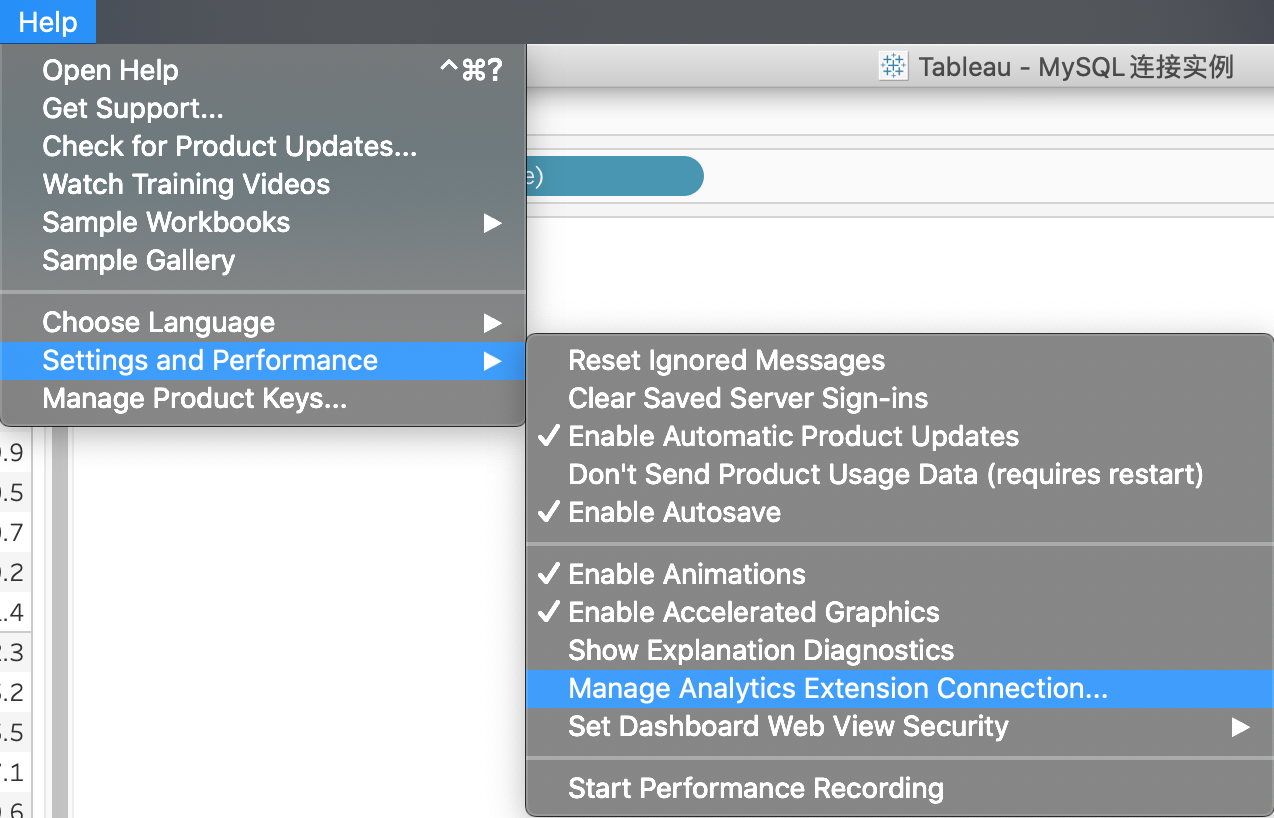 Help
Tableau - MySQL 连接实例
Open Help ^⌘?
Get Support...
Check for Product Updates...
Watch Training Videos
Sample Workbooks ▶
Sample Gallery
Choose Language ▶
Settings and Performance ▶
Manage Product Keys...
e)
Reset Ignored Messages
Clear Saved Server Sign-ins
✓ Enable Automatic Product Updates
Don't Send Product Usage Data (requires restart)
✓ Enable Autosave
✓ Enable Animations
✓ Enable Accelerated Graphics
Show Explanation Diagnostics
Manage Analytics Extension Connection...
Set Dashboard Web View Security ▶
Start Performance Recording
.9
.5
.7
.2
.4
.3
.2
.5
.1
.6